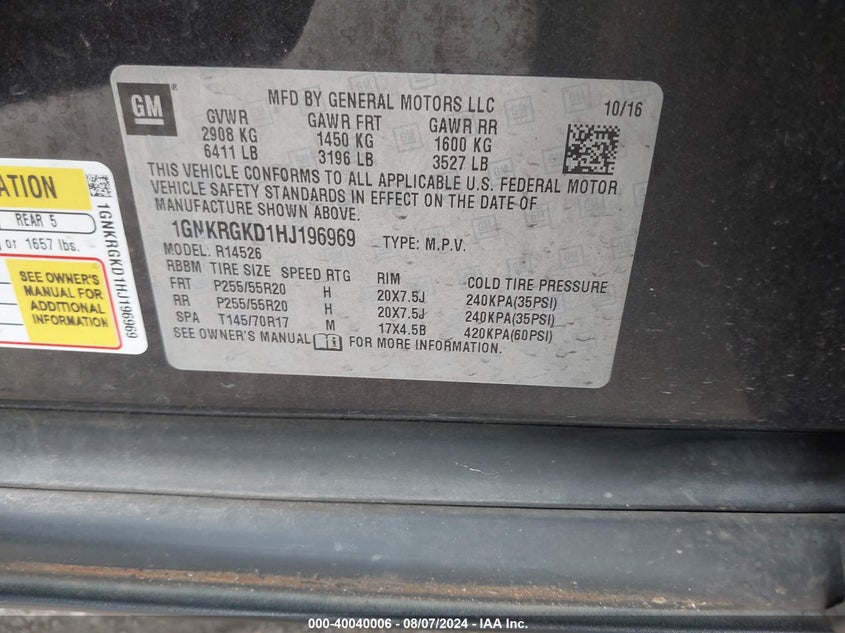 GM
MFD BY GENERAL MOTORS LLC 10/16
GVWR GAWR FRT GAWR RR
2908 KG 1450 KG 1600 KG
6411 LB 3196 LB 3527 LB
THIS VEHICLE CONFORMS TO ALL APPLICABLE U.S. FEDERAL MOTOR
VEHICLE SAFETY STANDARDS IN EFFECT ON THE DATE OF
MANUFACTURE SHOWN ABOVE.
1GNKRGKD1HJ196969 TYPE: M.P.V.
MODEL: R14526
RBBM TIRE SIZE SPEED RTG RIM COLD TIRE PRESSURE
FRT P255/55R20 H 20X7.5J 240KPA(35PSI)
RR P255/55R20 H 20X7.5J 240KPA(35PSI)
SPA T145/70R17 M 17X4.5B 420KPA(60PSI)
SEE OWNER'S MANUAL FOR MORE INFORMATION.
ATION
REAR 5
or 1657 lbs.
SEE OWNER'S
MANUAL FOR
ADDITIONAL
INFORMATION
1GNKRGKD1HJ196969
000-40040006 - 08/07/2024 - IAA Inc.